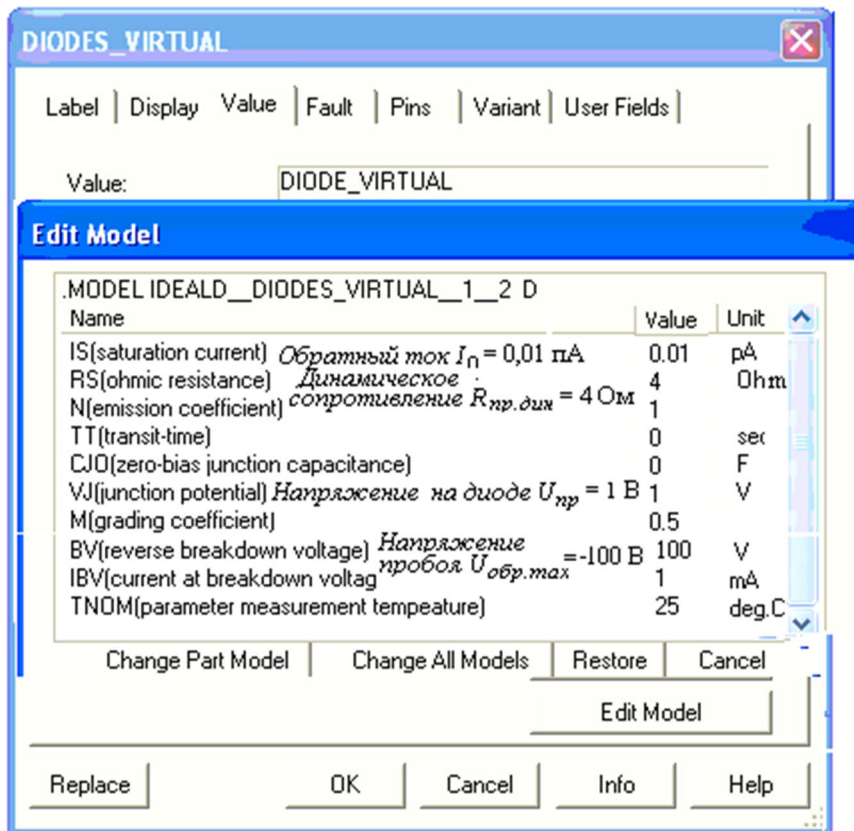 DIODES_VIRTUAL
Label Display Value Fault Pins Variant User Fields
Value: DIODE_VIRTUAL
Edit Model
.MODEL IDEALD__DIODES_VIRTUAL__1__2 D
Name Value Unit
IS(saturation current) Обратный ток I₀ = 0,01 пА 0.01 pA
RS(ohmic resistance) Динамическое 4 Ohm
N(emission coefficient) сопротивление Rпр.дин = 4 Ом 1
TT(transit-time) 0 sec
CJO(zero-bias junction capacitance) 0 F
VJ(junction potential) Напряжение на диоде Uпр = 1 В 1 V
M(grading coefficient) 0.5
BV(reverse breakdown voltage) Напряжение пробоя Uобр.max =-100 В 100 V
IBV(current at breakdown voltag 1 mA
TNOM(parameter measurement tempeature) 25 deg.C
Change Part Model Change All Models Restore Cancel
Edit Model
Replace OK Cancel Info Help